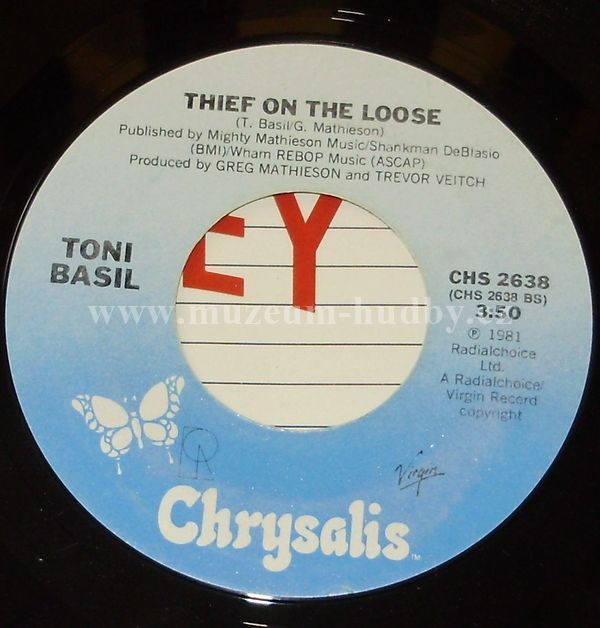 THIEF ON THE LOOSE
(T. Basil/G. Mathieson)
Published by Mighty Mathieson Music/Shankman DeBlasio
(BMI)/Wham REBOP Music (ASCAP)
Produced by GREG MATHIESON and TREVOR VEITCH
EY
TONI
BASIL
CHS 2638
(CHS 2638 BS)
3:50
℗ 1981
Radialchoice
Ltd.
A Radialchoice/
Virgin Record
copyright
www.muzeum-hudby.cz
Virgin
Chrysalis™